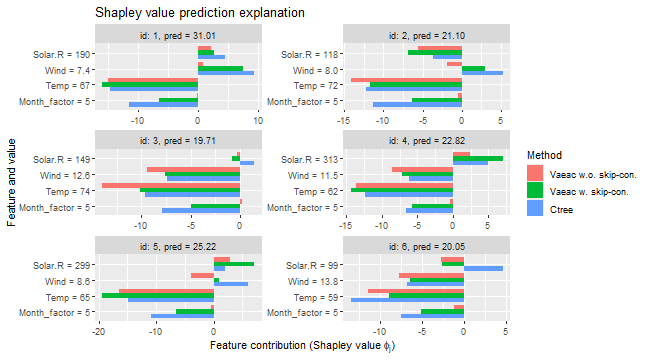 Shapley value prediction explanation
id: 1, pred = 31.01
Solar.R = 190
Wind = 7.4
Temp = 67
Month_factor = 5
-10 0 10
id: 2, pred = 21.10
Solar.R = 118
Wind = 8.0
Temp = 72
Month_factor = 5
-15 -10 -5 0 5
id: 3, pred = 19.71
Solar.R = 149
Wind = 12.6
Temp = 74
Month_factor = 5
-10 -5 0
id: 4, pred = 22.82
Solar.R = 313
Wind = 11.5
Temp = 62
Month_factor = 5
-10 -5 0 5
id: 5, pred = 25.22
Solar.R = 299
Wind = 8.6
Temp = 65
Month_factor = 5
-20 -10 0
id: 6, pred = 20.05
Solar.R = 99
Wind = 13.8
Temp = 59
Month_factor = 5
-10 -5 0 5
Feature and value
Feature contribution (Shapley value ϕj)
Method
Vaeac w.o. skip-con.
Vaeac w. skip-con.
Ctree